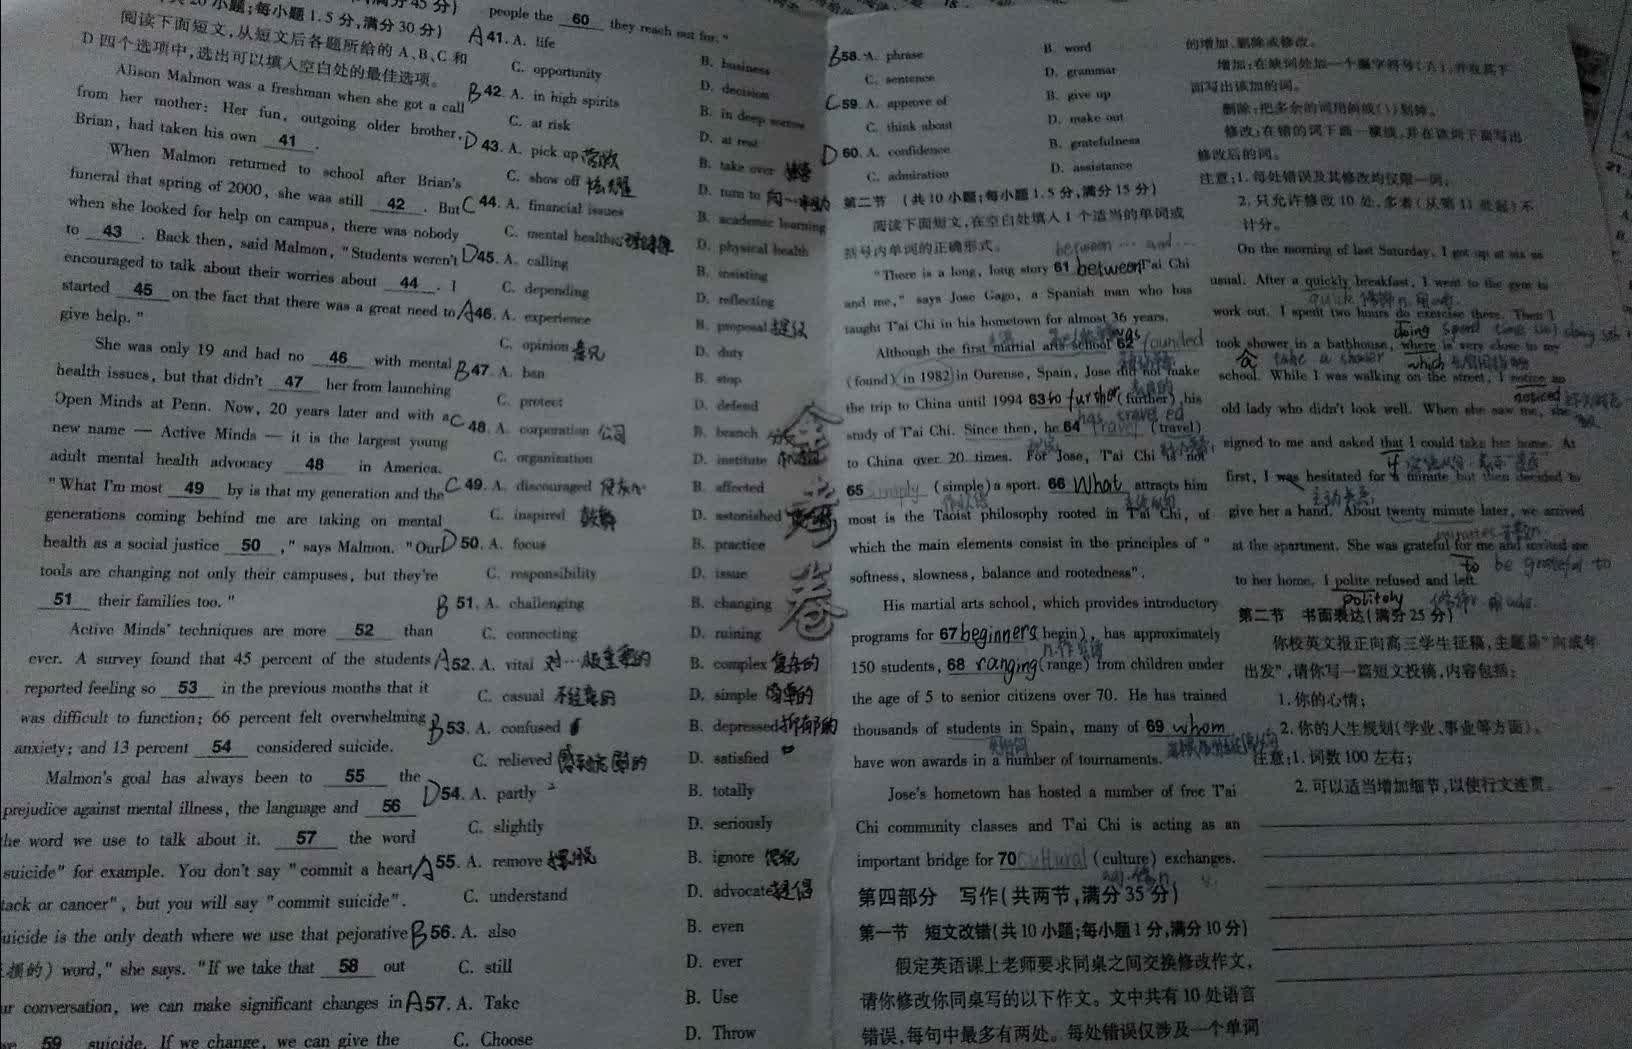 小题;每小题1.5分,满分30分)
阅读下面短文,从短文后各题所给的A、B、C和
D四个选项中,选出可以填入空白处的最佳选项。
Alison Malmon was a freshman when she got a call
from her mother: Her fun, outgoing older brother,
Brian, had taken his own 41 .
When Malmon returned to school after Brian's
funeral that spring of 2000, she was still 42 . But
when she looked for help on campus, there was nobody
to 43 . Back then, said Malmon, "Students weren't
encouraged to talk about their worries about 44 . I
started 45 on the fact that there was a great need to
give help."
She was only 19 and had no 46 with mental
health issues, but that didn't 47 her from launching
Open Minds at Penn. Now, 20 years later and with a
new name — Active Minds — it is the largest young
adult mental health advocacy 48 in America.
"What I'm most 49 by is that my generation and the
generations coming behind me are taking on mental
health as a social justice 50 ," says Malmon. "Our
tools are changing not only their campuses, but they're
51 their families too."
Active Minds' techniques are more 52 than
ever. A survey found that 45 percent of the students
reported feeling so 53 in the previous months that it
was difficult to function; 66 percent felt overwhelming
anxiety; and 13 percent 54 considered suicide.
Malmon's goal has always been to 55 the
prejudice against mental illness, the language and 56
the word we use to talk about it. 57 the word
suicide" for example. You don't say "commit a heart
tack or cancer", but you will say "commit suicide".
uicide is the only death where we use that pejorative
损的) word," she says. "If we take that 58 out
ur conversation, we can make significant changes in
59 suicide. If we change, we can give the
people the 60 they reach out for."
A 41. A. life
B. business
C. opportunity
D. decision
B 42. A. in high spirits
B. in deep sorrow
C. at risk
D. at rest
D 43. A. pick up
B. take over
C. show off 炫耀
D. turn to
C 44. A. financial issues
B. academic learning
C. mental health
D. physical health
D 45. A. calling
B. insisting
C. depending
D. reflecting
A 46. A. experience
B. proposal 提议
C. opinion 意见
D. duty
B 47. A. ban
B. stop
C. protect
D. defend
C 48. A. corporation 公司
B. branch
C. organization
D. institute 机构
C 49. A. discouraged
B. affected
C. inspired 鼓舞
D. astonished
D 50. A. focus
B. practice
C. responsibility
D. issue
B 51. A. challenging
B. changing
C. connecting
D. ruining
A 52. A. vital 对…极重要的
B. complex 复杂的
C. casual 不经意的
D. simple 简单的
B 53. A. confused
B. depressed 抑郁的
C. relieved
D. satisfied
D 54. A. partly
B. totally
C. slightly
D. seriously
A 55. A. remove 摆脱
B. ignore 忽视
C. understand
D. advocate 提倡
B 56. A. also
B. even
C. still
D. ever
A 57. A. Take
B. Use
C. Choose
D. Throw
B 58. A. phrase
B. word
C. sentence
D. grammar
C 59. A. approve of
B. give up
C. think about
D. make out
D 60. A. confidence
B. gratefulness
C. admiration
D. assistance
第二节 (共10小题;每小题1.5分,满分15分)
阅读下面短文,在空白处填入1个适当的单词或
括号内单词的正确形式。
between … and …
"There is a long, long story 61 between T'ai Chi
and me," says Jose Gago, a Spanish man who has
taught T'ai Chi in his hometown for almost 36 years.
Although the first martial arts school 62 was founded
(found) in 1982 in Ourense, Spain, Jose did not make
the trip to China until 1994 63 to further (further) his
has traveled
study of T'ai Chi. Since then, he 64 travel (travel)
to China over 20 times. For Jose, T'ai Chi is not
65 simply (simple) a sport. 66 What attracts him
most is the Taoist philosophy rooted in T'ai Chi, of
which the main elements consist in the principles of "
softness, slowness, balance and rootedness".
His martial arts school, which provides introductory
programs for 67 beginners begin), has approximately
150 students, 68 ranging (range) from children under
the age of 5 to senior citizens over 70. He has trained
thousands of students in Spain, many of 69 whom
have won awards in a number of tournaments.
Jose's hometown has hosted a number of free T'ai
Chi community classes and T'ai Chi is acting as an
important bridge for 70 cultural (culture) exchanges.
第四部分 写作(共两节,满分35分)
第一节 短文改错(共10小题;每小题1分,满分10分)
假定英语课上老师要求同桌之间交换修改作文,
请你修改你同桌写的以下作文。文中共有10处语言
错误,每句中最多有两处。每处错误仅涉及一个单词
的增加、删除或修改。
增加:在缺词处加一个漏字符号(∧),并在其下
面写出该加的词。
删除:把多余的词用斜线(\)划掉。
修改:在错的词下画一横线,并在该词下面写出
修改后的词。
注意:1. 每处错误及其修改均仅限一词;
2. 只允许修改10处,多者(从第11处起)不
计分。
On the morning of last Saturday, I got up at six as
usual. After a quickly breakfast, I went to the gym to
quick
work out. I spent two hours do exercise there. Then I
doing
took shower in a bathhouse, where is very close to my
take a shower which
school. While I was walking on the street, I notice an
noticed
old lady who didn't look well. When she saw me, she
signed to me and asked that I could take her home. At
if
first, I was hesitated for a minute but then decided to
give her a hand. About twenty minute later, we arrived
minutes
at the apartment. She was grateful for me and invited me
to be grateful to
to her home. I polite refused and left.
politely
第二节 书面表达(满分25分)
你校英文报正向高三学生征稿,主题是"向成年
出发",请你写一篇短文投稿,内容包括:
1. 你的心情;
2. 你的人生规划(学业、事业等方面)。
注意:1. 词数100左右;
2. 可以适当增加细节,以使行文连贯。
金考卷